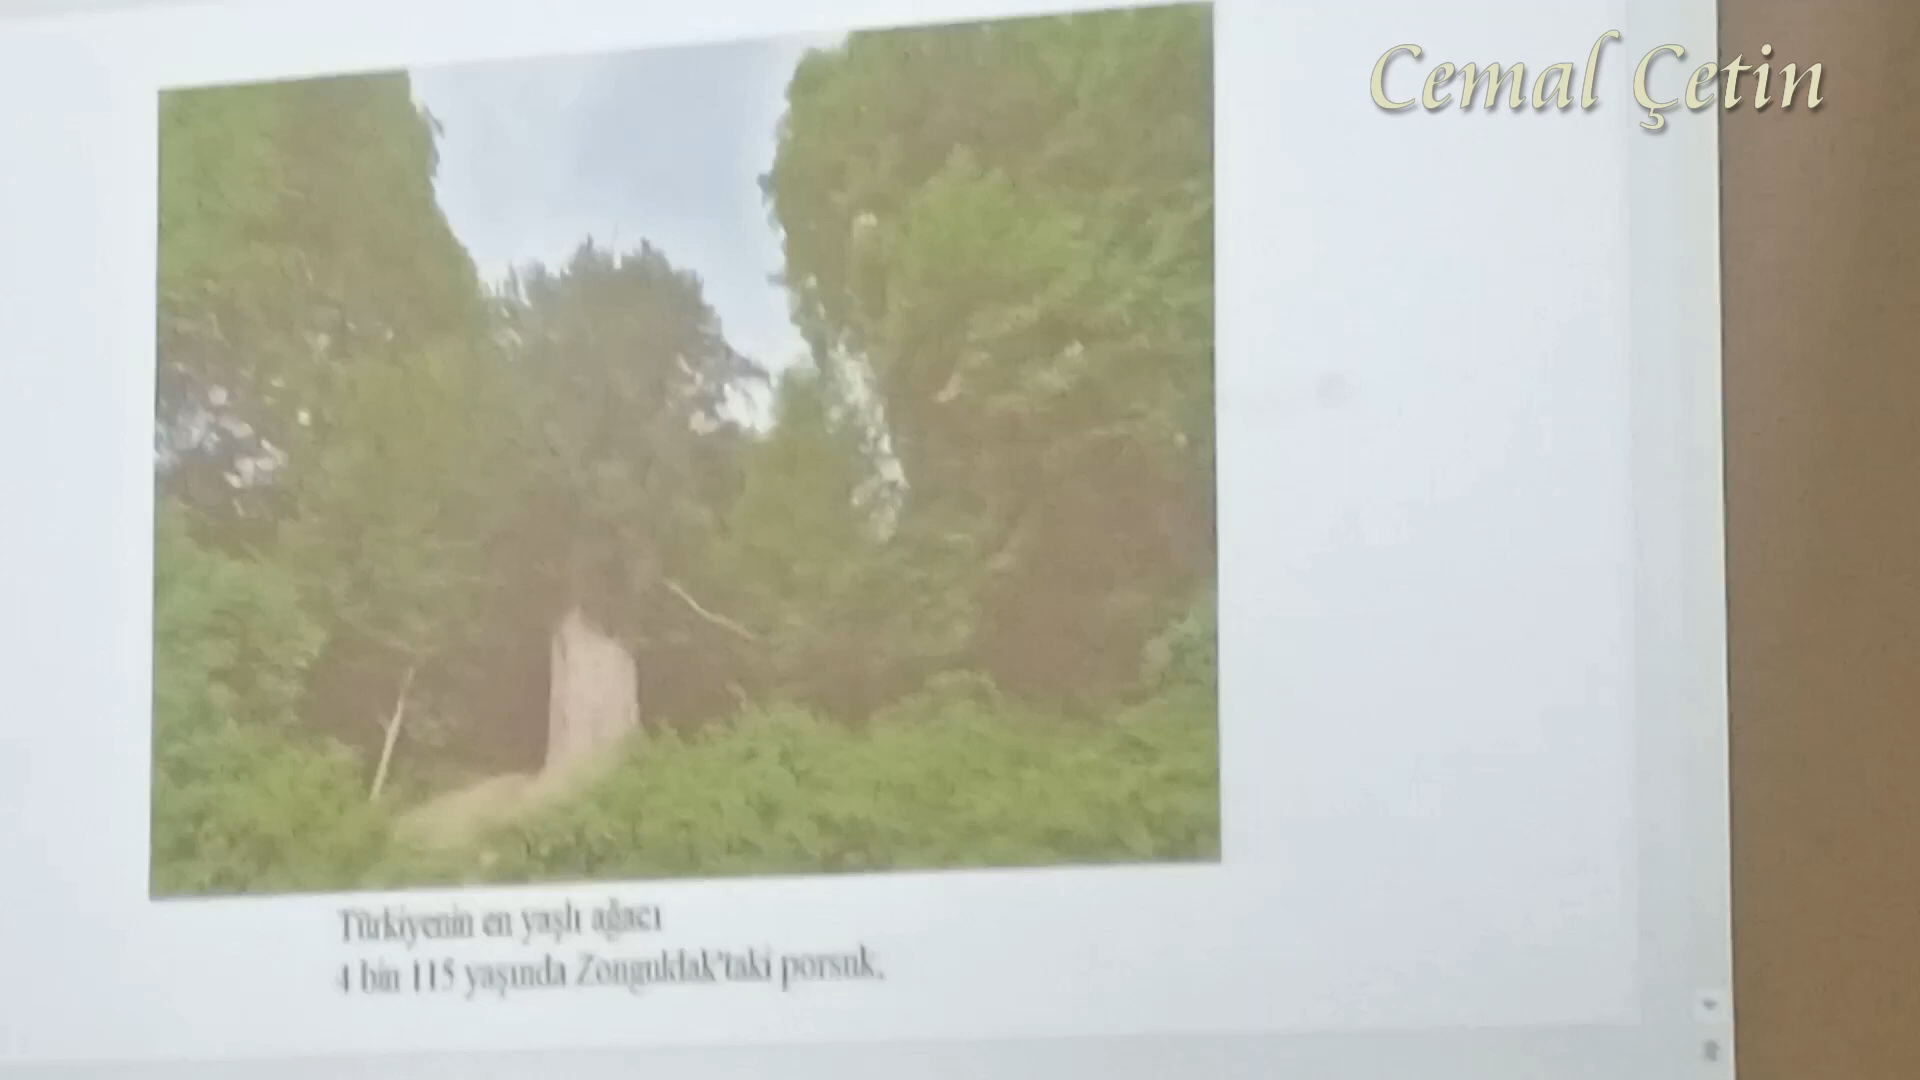 Cemal Çetin
Türkiyenin en yaşlı ağacı
4 bin 115 yaşında Zonguldak'taki porsuk.